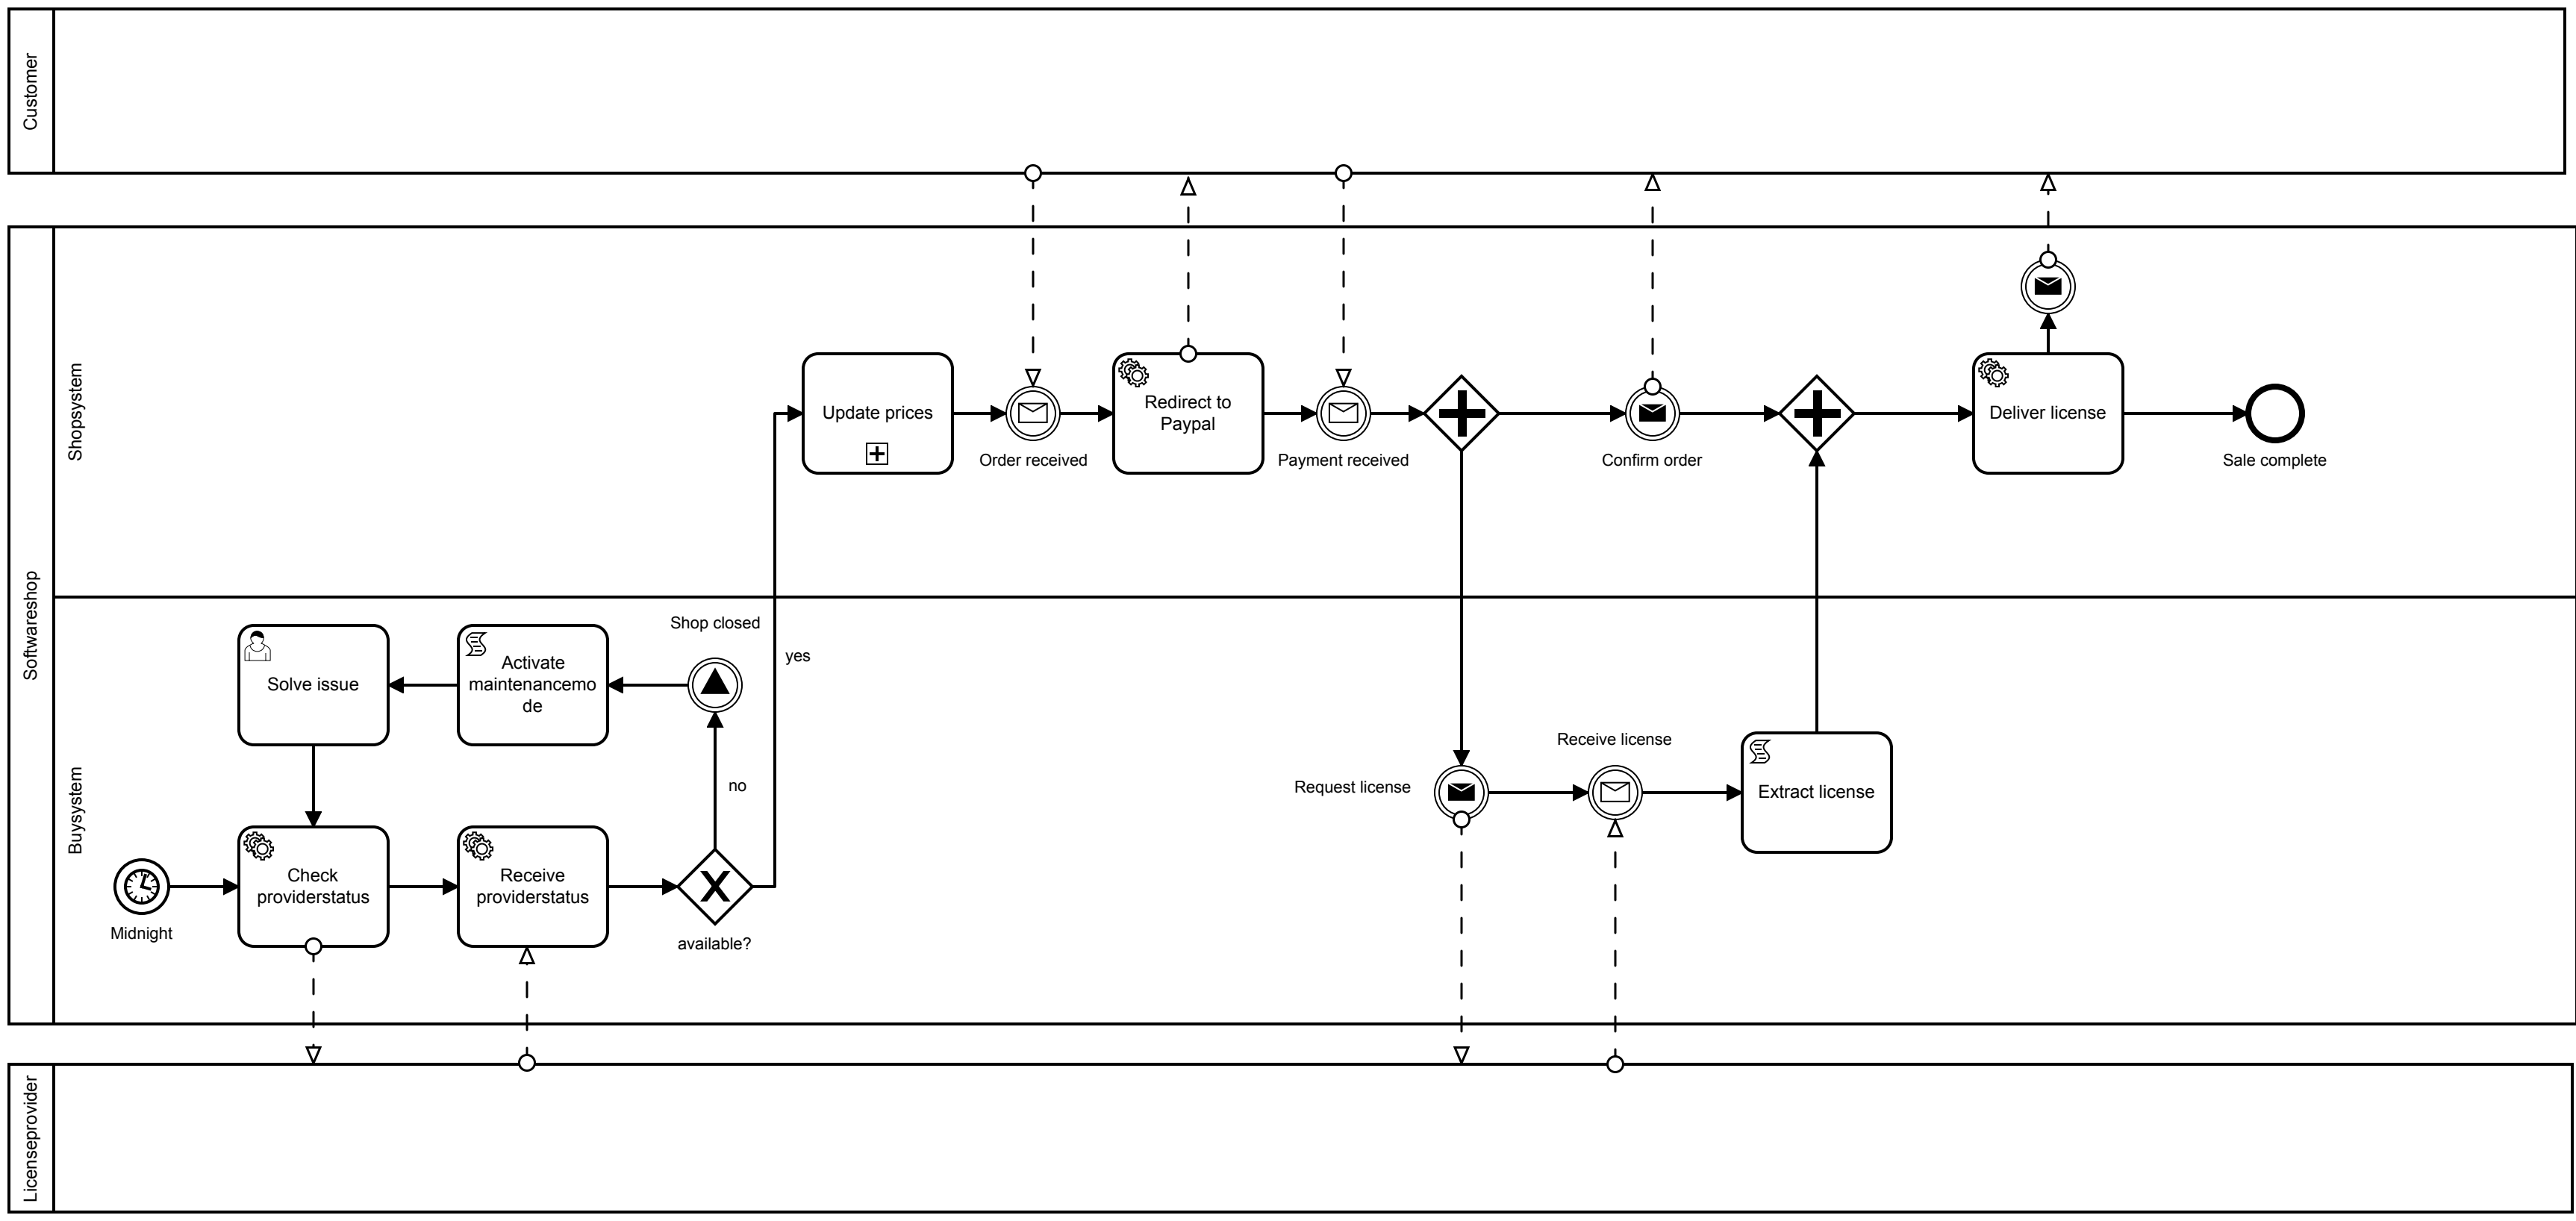 Customer
Softwareshop
Shopsystem
Update prices
Order received
Redirect to
Paypal
Payment received
Confirm order
Deliver license
Sale complete
Buysystem
Solve issue
Activate
maintenancemo
de
Shop closed
yes
no
Midnight
Check
providerstatus
Receive
providerstatus
available?
Request license
Receive license
Extract license
Licenseprovider